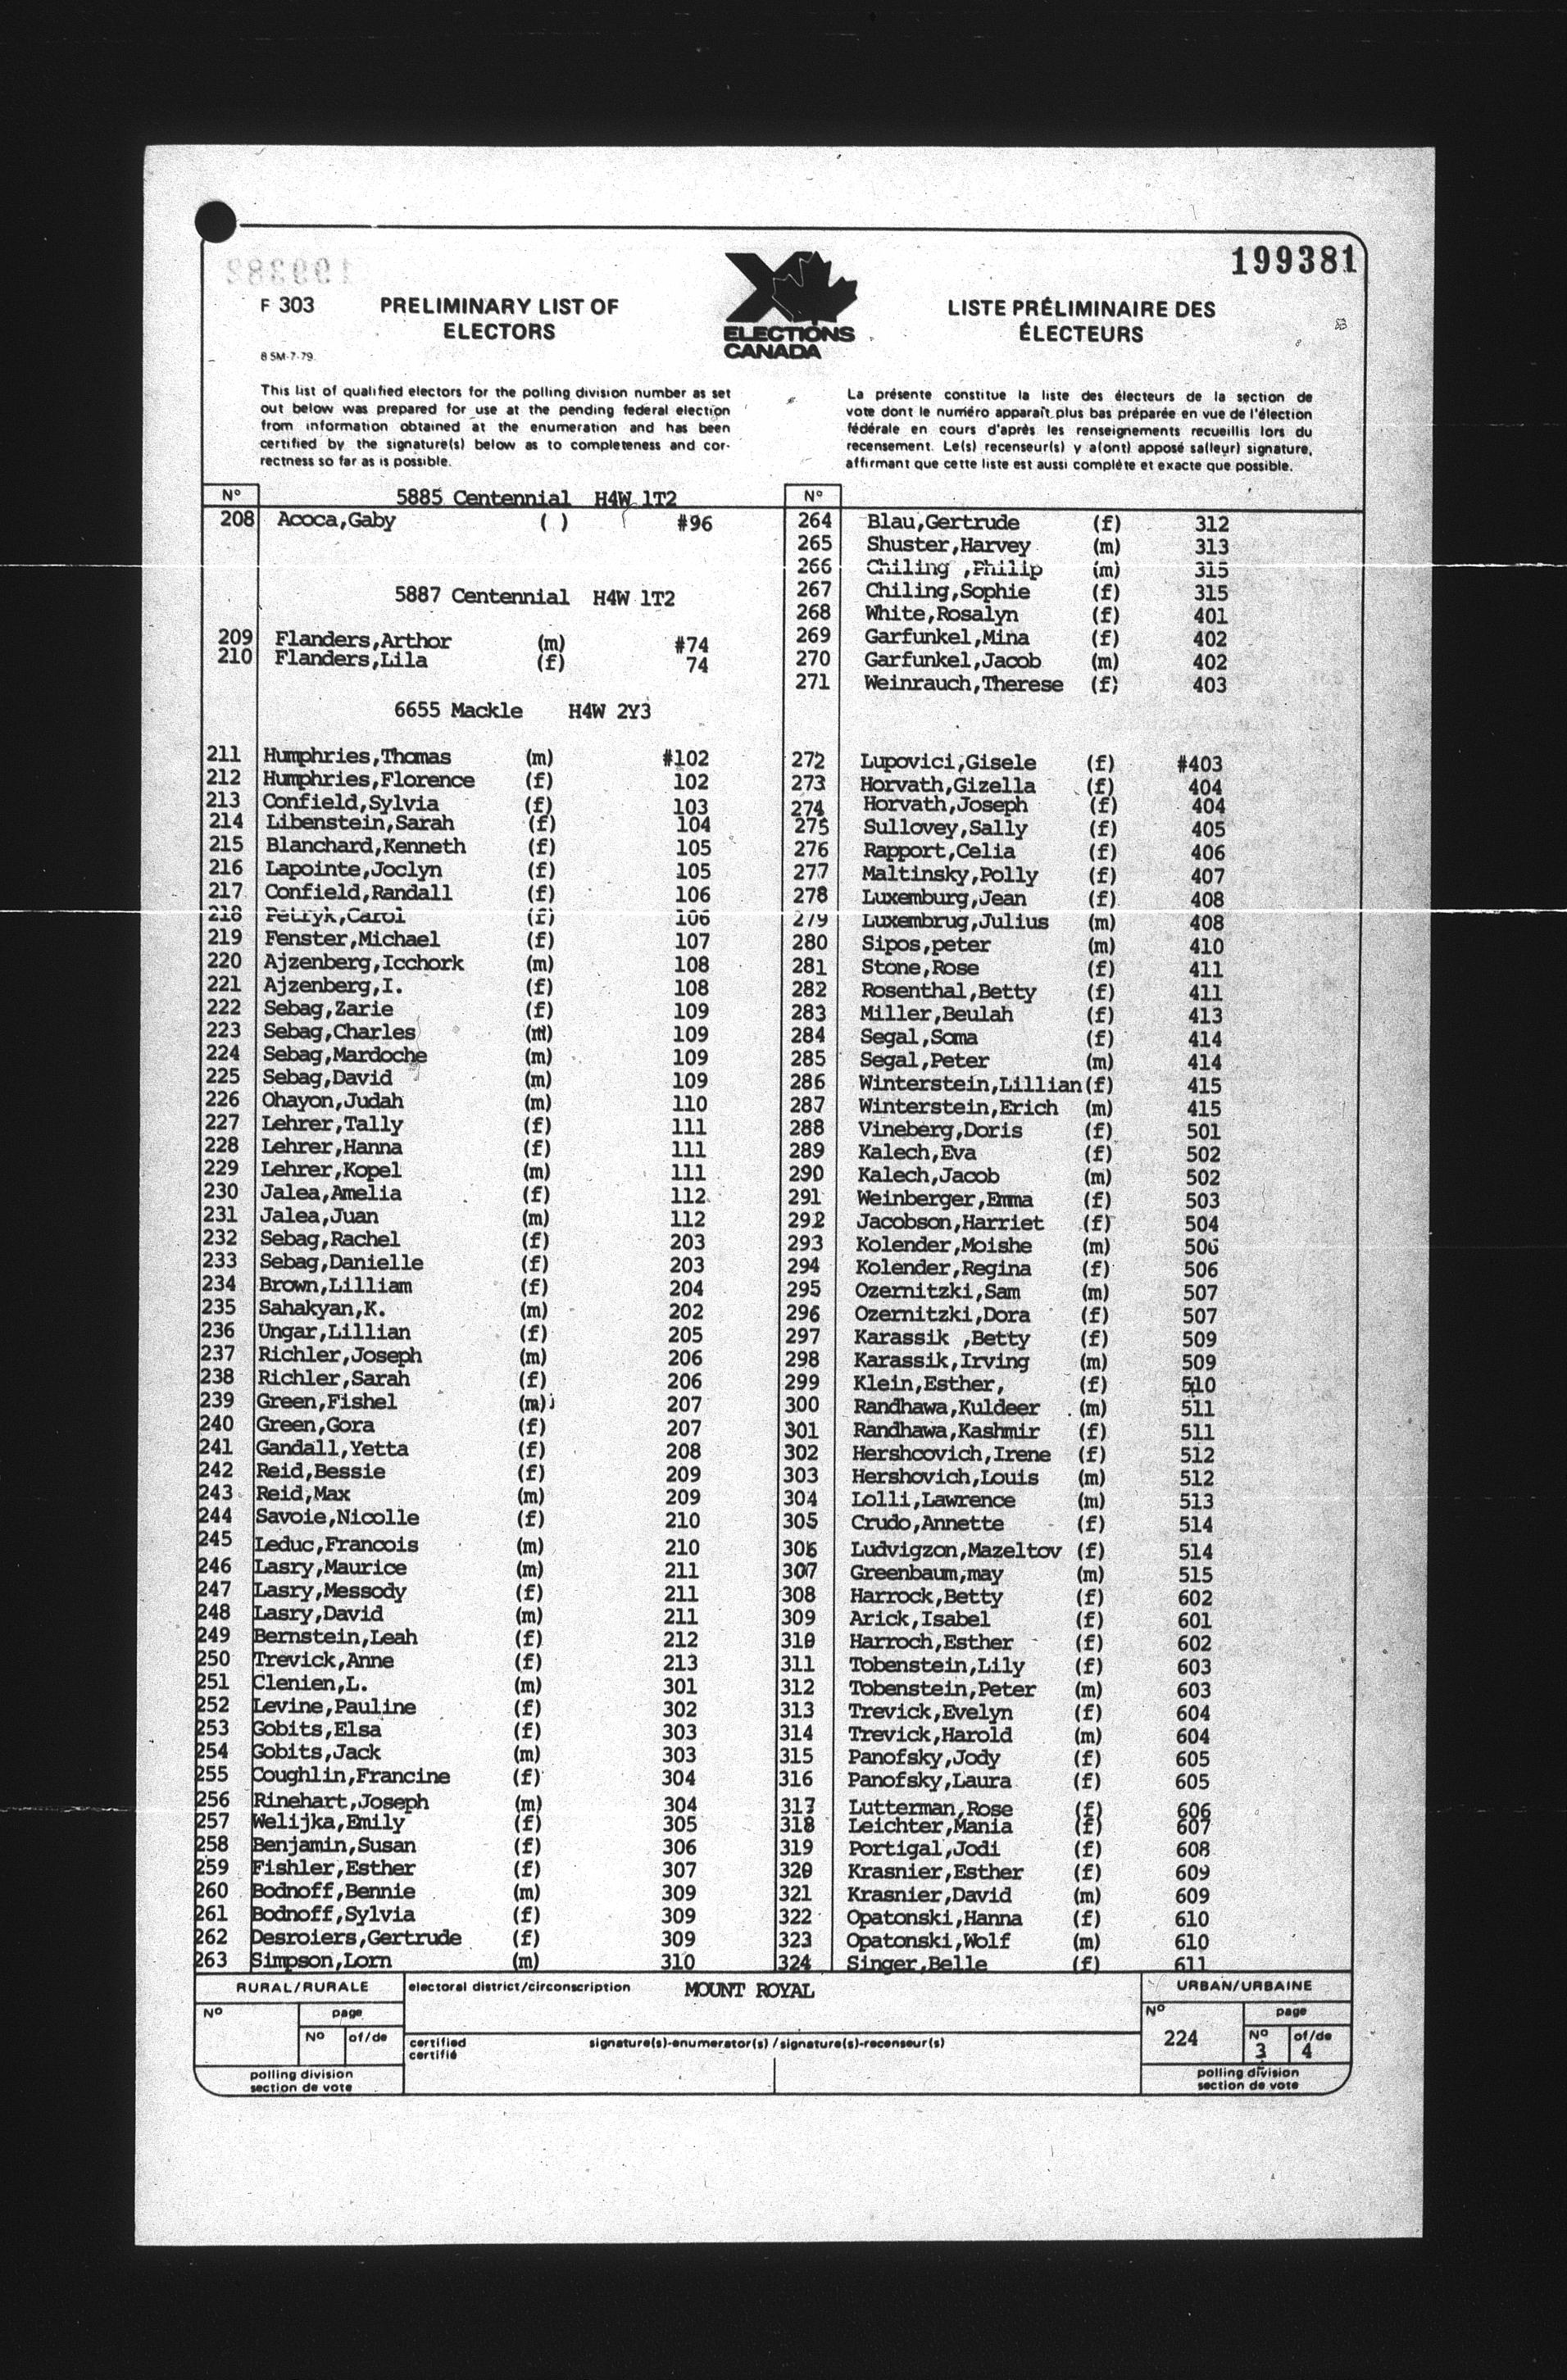 199381
F 303
PRELIMINARY LIST OF
ELECTORS
8 5M-7-79
ELECTIONS
CANADA
LISTE PRÉLIMINAIRE DES
ÉLECTEURS
This list of qualified electors for the polling division number as set
out below was prepared for use at the pending federal election
from information obtained at the enumeration and has been
certified by the signature(s) below as to completeness and cor-
rectness so far as is possible.
La présente constitue la liste des électeurs de la section de
vote dont le numéro apparaît plus bas préparée en vue de l'élection
fédérale en cours d'après les renseignements recueillis lors du
recensement. Le(s) recenseur(s) y a(ont) apposé sa(leur) signature,
affirmant que cette liste est aussi complète et exacte que possible.
Nº
5885 Centennial H4W 1T2
208 Acoca,Gaby ( ) #96
5887 Centennial H4W 1T2
209 Flanders,Arthor (m) #74
210 Flanders,Lila (f) 74
6655 Mackle H4W 2Y3
211 Humphries,Thomas (m) #102
212 Humphries,Florence (f) 102
213 Confield,Sylvia (f) 103
214 Libenstein,Sarah (f) 104
215 Blanchard,Kenneth (f) 105
216 Lapointe,Joclyn (f) 105
217 Confield,Randall (f) 106
218 Petryk,Carol (f) 106
219 Fenster,Michael (f) 107
220 Ajzenberg,Icchork (m) 108
221 Ajzenberg,I. (f) 108
222 Sebag,Zarie (f) 109
223 Sebag,Charles (m) 109
224 Sebag,Mardoche (m) 109
225 Sebag,David (m) 109
226 Ohayon,Judah (m) 110
227 Lehrer,Tally (f) 111
228 Lehrer,Hanna (f) 111
229 Lehrer,Kopel (m) 111
230 Jalea,Amelia (f) 112
231 Jalea,Juan (m) 112
232 Sebag,Rachel (f) 203
233 Sebag,Danielle (f) 203
234 Brown,Lilliam (f) 204
235 Sahakyan,K. (m) 202
236 Ungar,Lillian (f) 205
237 Richler,Joseph (m) 206
238 Richler,Sarah (f) 206
239 Green,Fishel (m) 207
240 Green,Gora (f) 207
241 Gandall,Yetta (f) 208
242 Reid,Bessie (f) 209
243 Reid,Max (m) 209
244 Savoie,Nicolle (f) 210
245 Leduc,Francois (m) 210
246 Lasry,Maurice (m) 211
247 Lasry,Messody (f) 211
248 Lasry,David (m) 211
249 Bernstein,Leah (f) 212
250 Trevick,Anne (f) 213
251 Clenien,L. (m) 301
252 Levine,Pauline (f) 302
253 Gobits,Elsa (f) 303
254 Gobits,Jack (m) 303
255 Coughlin,Francine (f) 304
256 Rinehart,Joseph (m) 304
257 Welijka,Emily (f) 305
258 Benjamin,Susan (f) 306
259 Fishler,Esther (f) 307
260 Bodnoff,Bennie (m) 309
261 Bodnoff,Sylvia (f) 309
262 Desroiers,Gertrude (f) 309
263 Simpson,Lorn (m) 310
Nº
264 Blau,Gertrude (f) 312
265 Shuster,Harvey (m) 313
266 Chiling ,Philip (m) 315
267 Chiling,Sophie (f) 315
268 White,Rosalyn (f) 401
269 Garfunkel,Mina (f) 402
270 Garfunkel,Jacob (m) 402
271 Weinrauch,Therese (f) 403
272 Lupovici,Gisele (f) #403
273 Horvath,Gizella (f) 404
274 Horvath,Joseph (f) 404
275 Sullovey,Sally (f) 405
276 Rapport,Celia (f) 406
277 Maltinsky,Polly (f) 407
278 Luxemburg,Jean (f) 408
279 Luxembrug,Julius (m) 408
280 Sipos,peter (m) 410
281 Stone,Rose (f) 411
282 Rosenthal,Betty (f) 411
283 Miller,Beulah (f) 413
284 Segal,Soma (f) 414
285 Segal,Peter (m) 414
286 Winterstein,Lillian(f) 415
287 Winterstein,Erich (m) 415
288 Vineberg,Doris (f) 501
289 Kalech,Eva (f) 502
290 Kalech,Jacob (m) 502
291 Weinberger,Emma (f) 503
292 Jacobson,Harriet (f) 504
293 Kolender,Moishe (m) 506
294 Kolender,Regina (f) 506
295 Ozernitzki,Sam (m) 507
296 Ozernitzki,Dora (f) 507
297 Karassik ,Betty (f) 509
298 Karassik,Irving (m) 509
299 Klein,Esther, (f) 510
300 Randhawa,Kuldeer (m) 511
301 Randhawa,Kashmir (f) 511
302 Hershcovich,Irene (f) 512
303 Hershovich,Louis (m) 512
304 Lolli,Lawrence (m) 513
305 Crudo,Annette (f) 514
306 Ludvigzon,Mazeltov (f) 514
307 Greenbaum,may (m) 515
308 Harrock,Betty (f) 602
309 Arick,Isabel (f) 601
310 Harroch,Esther (f) 602
311 Tobenstein,Lily (f) 603
312 Tobenstein,Peter (m) 603
313 Trevick,Evelyn (f) 604
314 Trevick,Harold (m) 604
315 Panofsky,Jody (f) 605
316 Panofsky,Laura (f) 605
317 Lutterman,Rose (f) 606
318 Leichter,Mania (f) 607
319 Portigal,Jodi (f) 608
320 Krasnier,Esther (f) 609
321 Krasnier,David (m) 609
322 Opatonski,Hanna (f) 610
323 Opatonski,Wolf (m) 610
324 Singer,Belle (f) 611
RURAL/RURALE
Nº
page
Nº of/de
polling division
section de vote
electoral district/circonscription MOUNT ROYAL
certified
certifié
signature(s)-enumerator(s) / signature(s)-recenseur(s)
URBAN/URBAINE
Nº
224
page
Nº of/de
3 4
polling division
section de vote